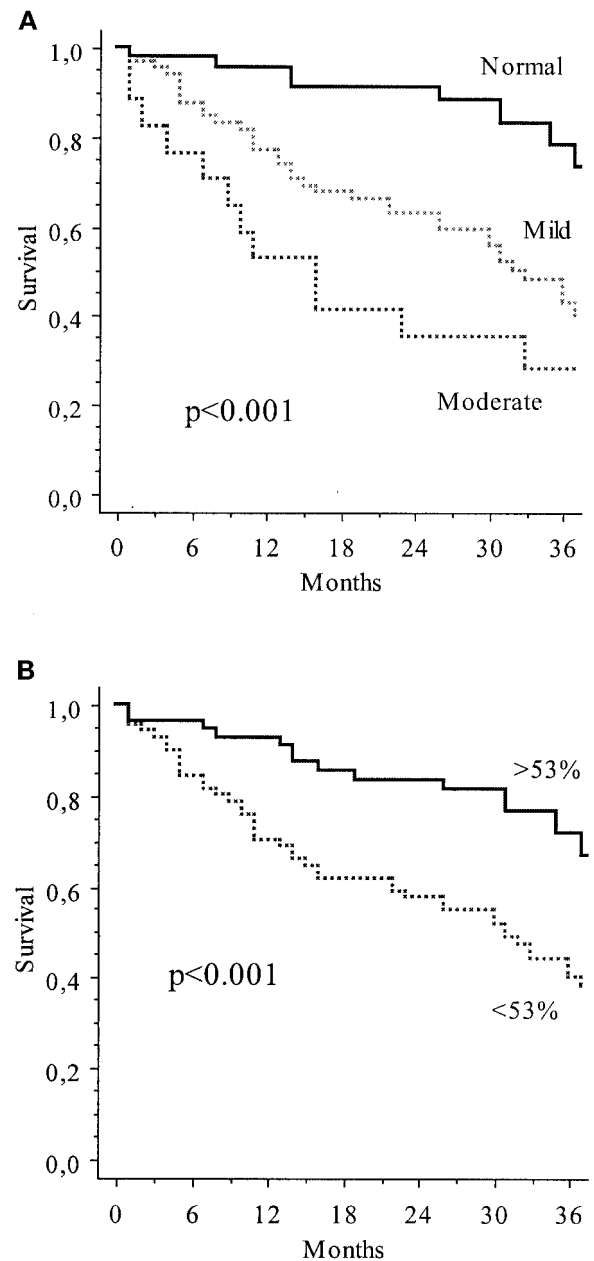 A
1,0
Normal
0,8
Mild
0,6
Survival
0,4
Moderate
p<0.001
0,2
0,0
0 6 12 18 24 30 36
Months
B
1,0
>53%
0,8
0,6
Survival
p<0.001
0,4
<53%
0,2
0,0
0 6 12 18 24 30 36
Months